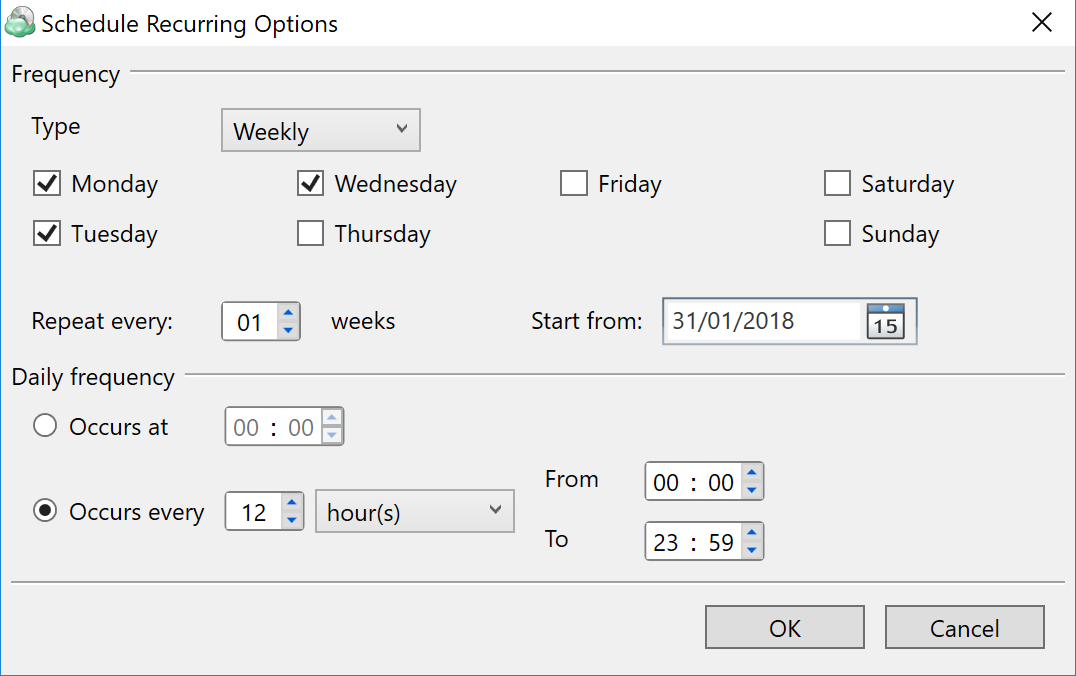 Schedule Recurring Options
Frequency
Type
Weekly
Monday Wednesday Friday Saturday
Tuesday Thursday Sunday
Repeat every: 01 weeks Start from: 31/01/2018 15
Daily frequency
Occurs at 00 : 00
From 00 : 00
Occurs every 12 hour(s)
To 23 : 59
OK Cancel